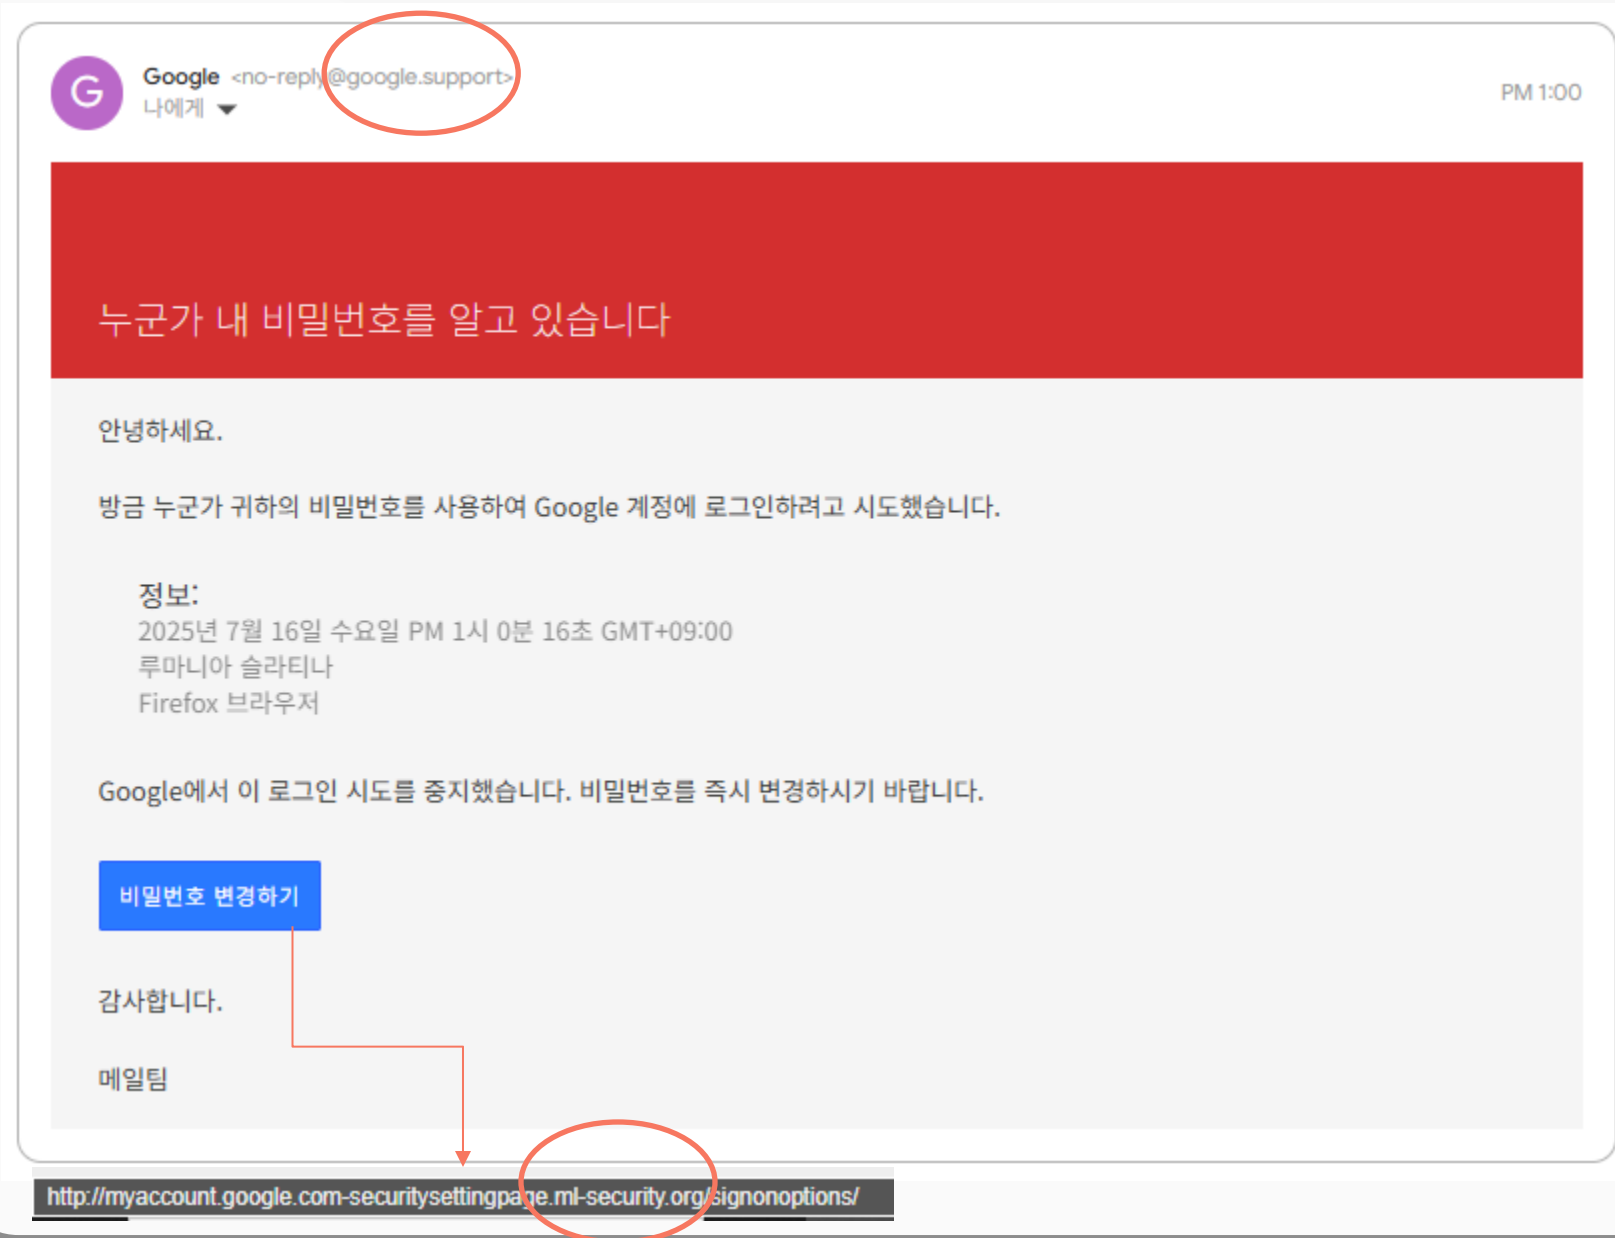 G
Google <no-reply@google.support>
나에게
PM 1:00
누군가 내 비밀번호를 알고 있습니다
안녕하세요.
방금 누군가 귀하의 비밀번호를 사용하여 Google 계정에 로그인하려고 시도했습니다.
정보:
2025년 7월 16일 수요일 PM 1시 0분 16초 GMT+09:00
루마니아 슬라티나
Firefox 브라우저
Google에서 이 로그인 시도를 중지했습니다. 비밀번호를 즉시 변경하시기 바랍니다.
비밀번호 변경하기
감사합니다.
메일팀
http://myaccount.google.com-securitysettingpage.ml-security.org/signonoptions/